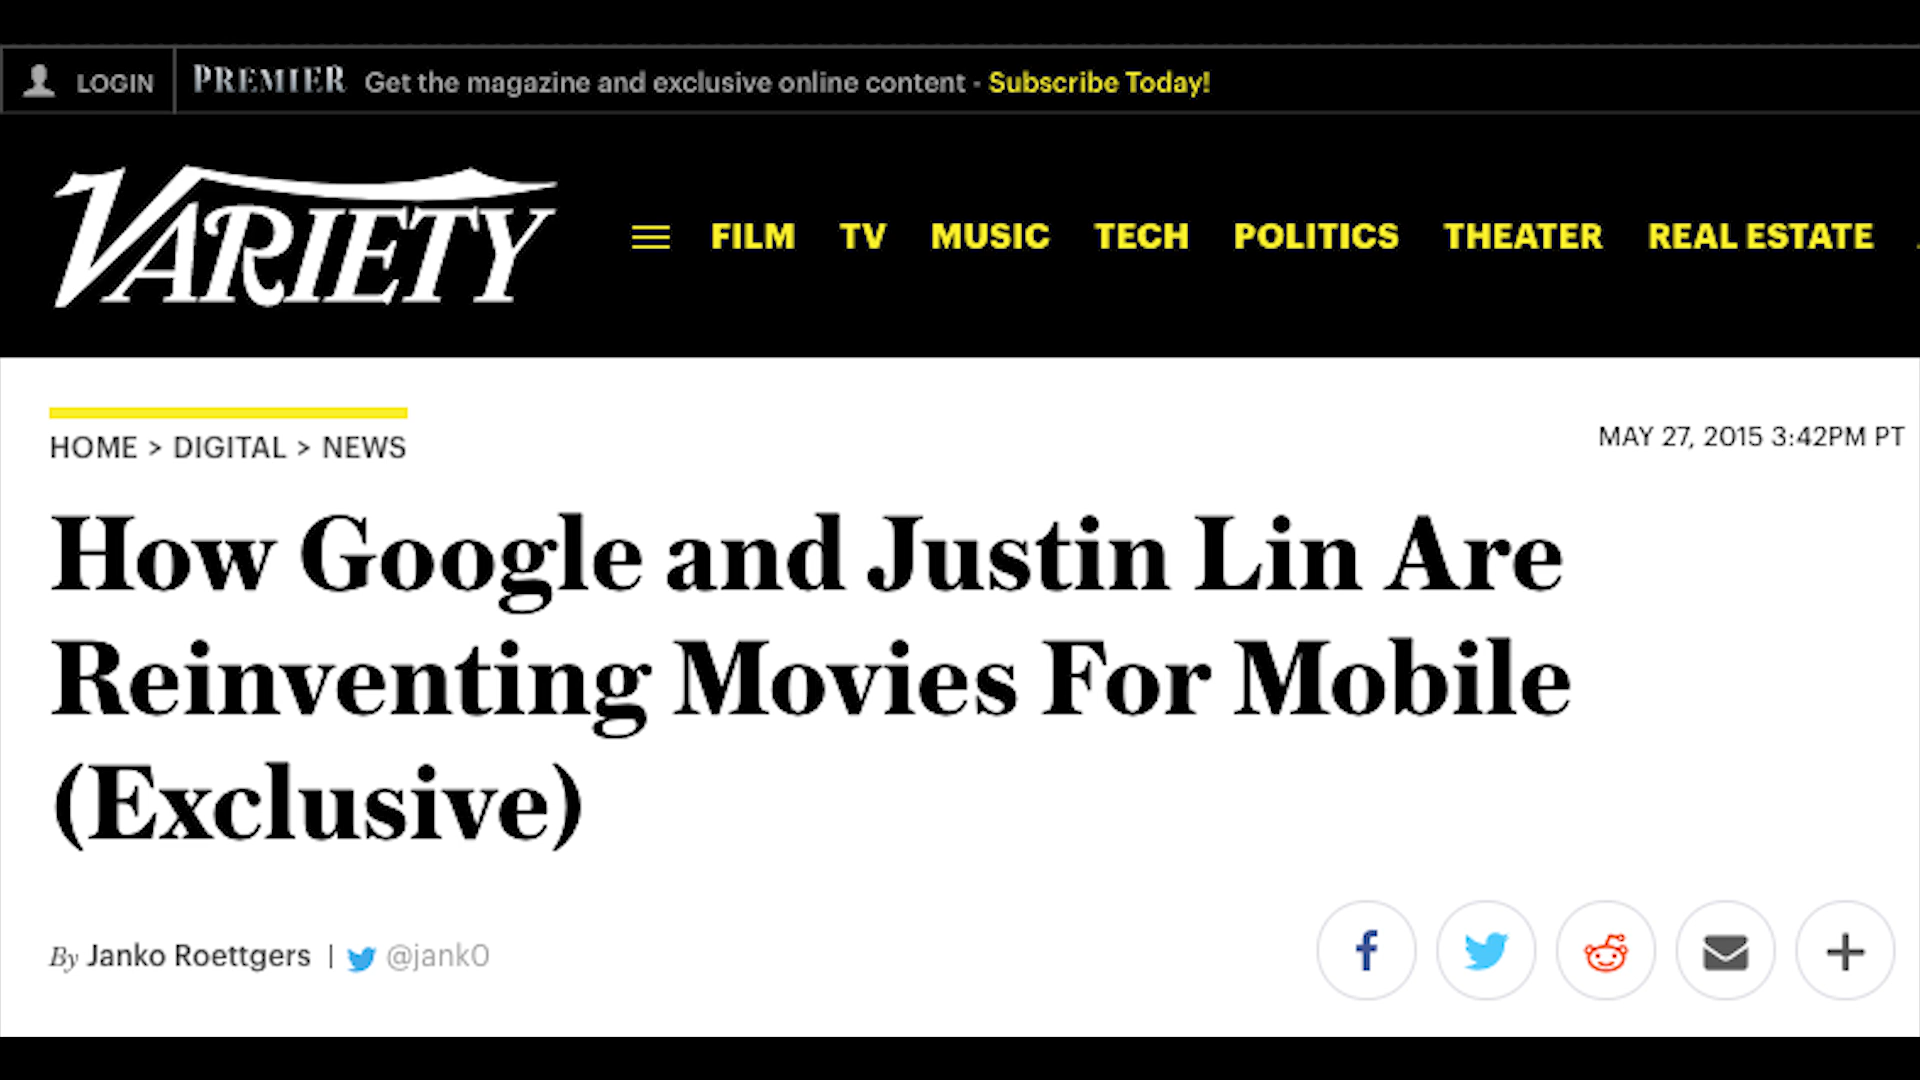 LOGIN PREMIER Get the magazine and exclusive online content - Subscribe Today!
VARIETY FILM TV MUSIC TECH POLITICS THEATER REAL ESTATE
HOME > DIGITAL > NEWS MAY 27, 2015 3:42PM PT
How Google and Justin Lin Are
Reinventing Movies For Mobile
(Exclusive)
By Janko Roettgers | @jank0